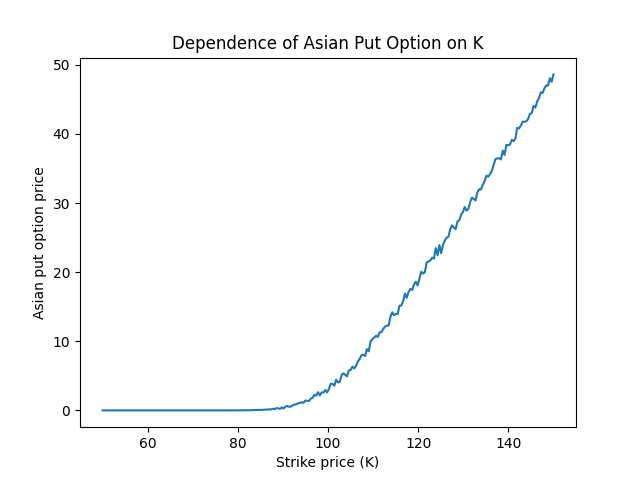 Dependence of Asian Put Option on K
50
40
30
20
10
0
Asian put option price
60 80 100 120 140
Strike price (K)